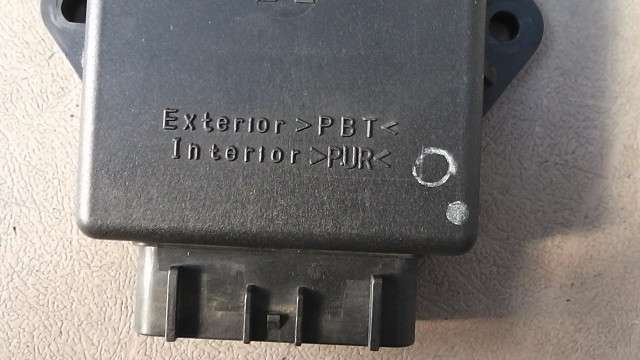 Exterior >PBT<
Interior >PUR<